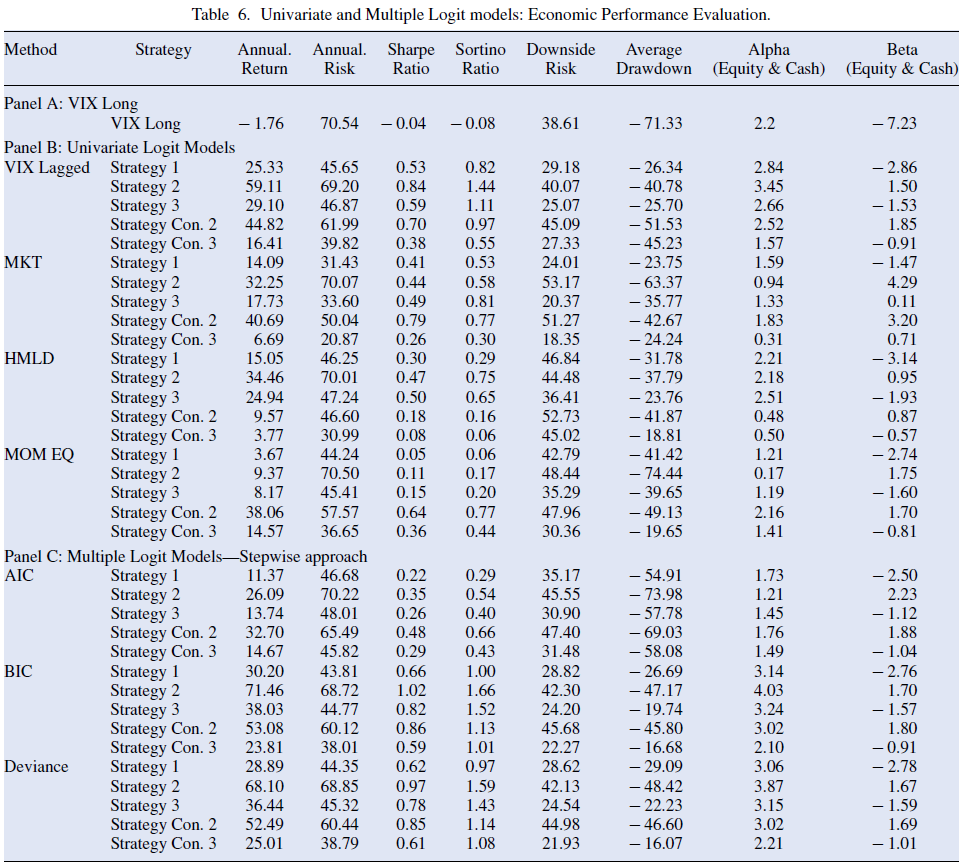 Table 6. Univariate and Multiple Logit models: Economic Performance Evaluation.
Method Strategy Annual. Annual. Sharpe Sortino Downside Average Alpha Beta
Return Risk Ratio Ratio Risk Drawdown (Equity & Cash) (Equity & Cash)
Panel A: VIX Long
VIX Long − 1.76 70.54 − 0.04 − 0.08 38.61 − 71.33 2.2 − 7.23
Panel B: Univariate Logit Models
VIX Lagged Strategy 1 25.33 45.65 0.53 0.82 29.18 − 26.34 2.84 − 2.86
Strategy 2 59.11 69.20 0.84 1.44 40.07 − 40.78 3.45 1.50
Strategy 3 29.10 46.87 0.59 1.11 25.07 − 25.70 2.66 − 1.53
Strategy Con. 2 44.82 61.99 0.70 0.97 45.09 − 51.53 2.52 1.85
Strategy Con. 3 16.41 39.82 0.38 0.55 27.33 − 45.23 1.57 − 0.91
MKT Strategy 1 14.09 31.43 0.41 0.53 24.01 − 23.75 1.59 − 1.47
Strategy 2 32.25 70.07 0.44 0.58 53.17 − 63.37 0.94 4.29
Strategy 3 17.73 33.60 0.49 0.81 20.37 − 35.77 1.33 0.11
Strategy Con. 2 40.69 50.04 0.79 0.77 51.27 − 42.67 1.83 3.20
Strategy Con. 3 6.69 20.87 0.26 0.30 18.35 − 24.24 0.31 0.71
HMLD Strategy 1 15.05 46.25 0.30 0.29 46.84 − 31.78 2.21 − 3.14
Strategy 2 34.46 70.01 0.47 0.75 44.48 − 37.79 2.18 0.95
Strategy 3 24.94 47.24 0.50 0.65 36.41 − 23.76 2.51 − 1.93
Strategy Con. 2 9.57 46.60 0.18 0.16 52.73 − 41.87 0.48 0.87
Strategy Con. 3 3.77 30.99 0.08 0.06 45.02 − 18.81 0.50 − 0.57
MOM EQ Strategy 1 3.67 44.24 0.05 0.06 42.79 − 41.42 1.21 − 2.74
Strategy 2 9.37 70.50 0.11 0.17 48.44 − 74.44 0.17 1.75
Strategy 3 8.17 45.41 0.15 0.20 35.29 − 39.65 1.19 − 1.60
Strategy Con. 2 38.06 57.57 0.64 0.77 47.96 − 49.13 2.16 1.70
Strategy Con. 3 14.57 36.65 0.36 0.44 30.36 − 19.65 1.41 − 0.81
Panel C: Multiple Logit Models—Stepwise approach
AIC Strategy 1 11.37 46.68 0.22 0.29 35.17 − 54.91 1.73 − 2.50
Strategy 2 26.09 70.22 0.35 0.54 45.55 − 73.98 1.21 2.23
Strategy 3 13.74 48.01 0.26 0.40 30.90 − 57.78 1.45 − 1.12
Strategy Con. 2 32.70 65.49 0.48 0.66 47.40 − 69.03 1.76 1.88
Strategy Con. 3 14.67 45.82 0.29 0.43 31.48 − 58.08 1.49 − 1.04
BIC Strategy 1 30.20 43.81 0.66 1.00 28.82 − 26.69 3.14 − 2.76
Strategy 2 71.46 68.72 1.02 1.66 42.30 − 47.17 4.03 1.70
Strategy 3 38.03 44.77 0.82 1.52 24.20 − 19.74 3.24 − 1.57
Strategy Con. 2 53.08 60.12 0.86 1.13 45.68 − 45.80 3.02 1.80
Strategy Con. 3 23.81 38.01 0.59 1.01 22.27 − 16.68 2.10 − 0.91
Deviance Strategy 1 28.89 44.35 0.62 0.97 28.62 − 29.09 3.06 − 2.78
Strategy 2 68.10 68.85 0.97 1.59 42.13 − 48.42 3.87 1.67
Strategy 3 36.44 45.32 0.78 1.43 24.54 − 22.23 3.15 − 1.59
Strategy Con. 2 52.49 60.44 0.85 1.14 44.98 − 46.60 3.02 1.69
Strategy Con. 3 25.01 38.79 0.61 1.08 21.93 − 16.07 2.21 − 1.01